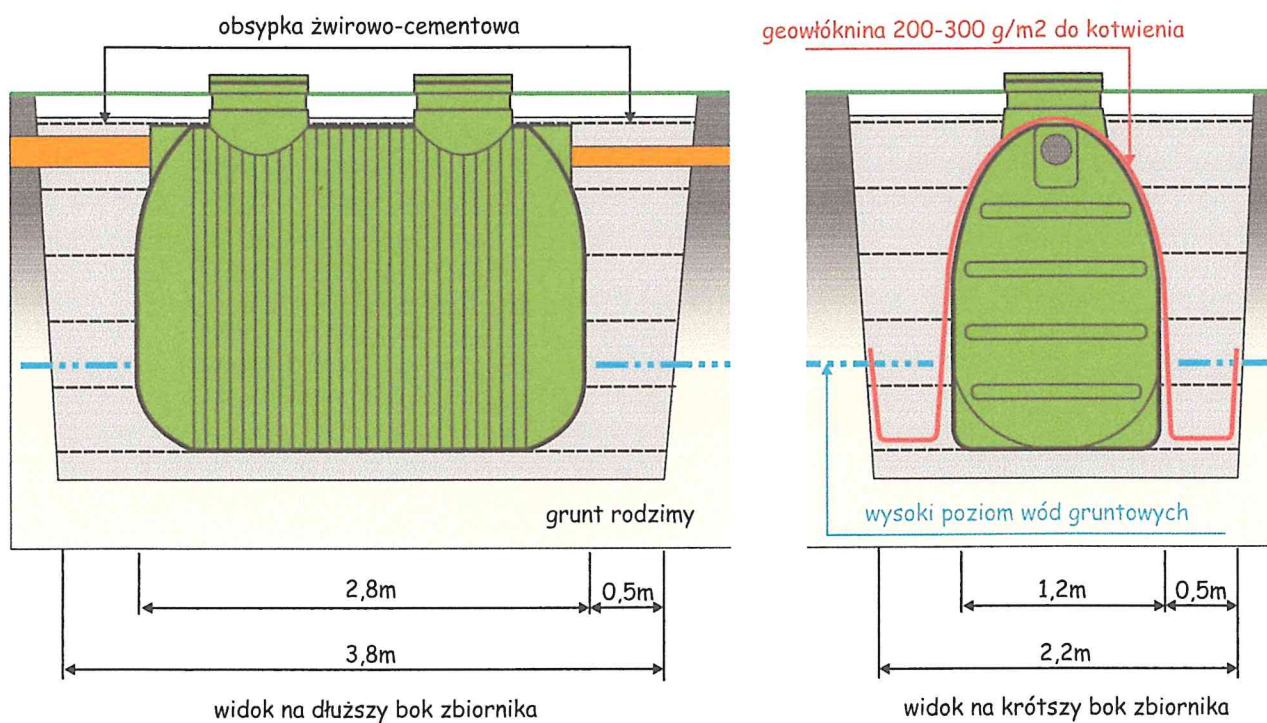 obsypka żwirowo-cementowa
geowłóknina 200-300 g/m2 do kotwienia
grunt rodzimy
wysoki poziom wód gruntowych
2,8m
0,5m
3,8m
1,2m
0,5m
2,2m
widok na dłuższy bok zbiornika
widok na krótszy bok zbiornika